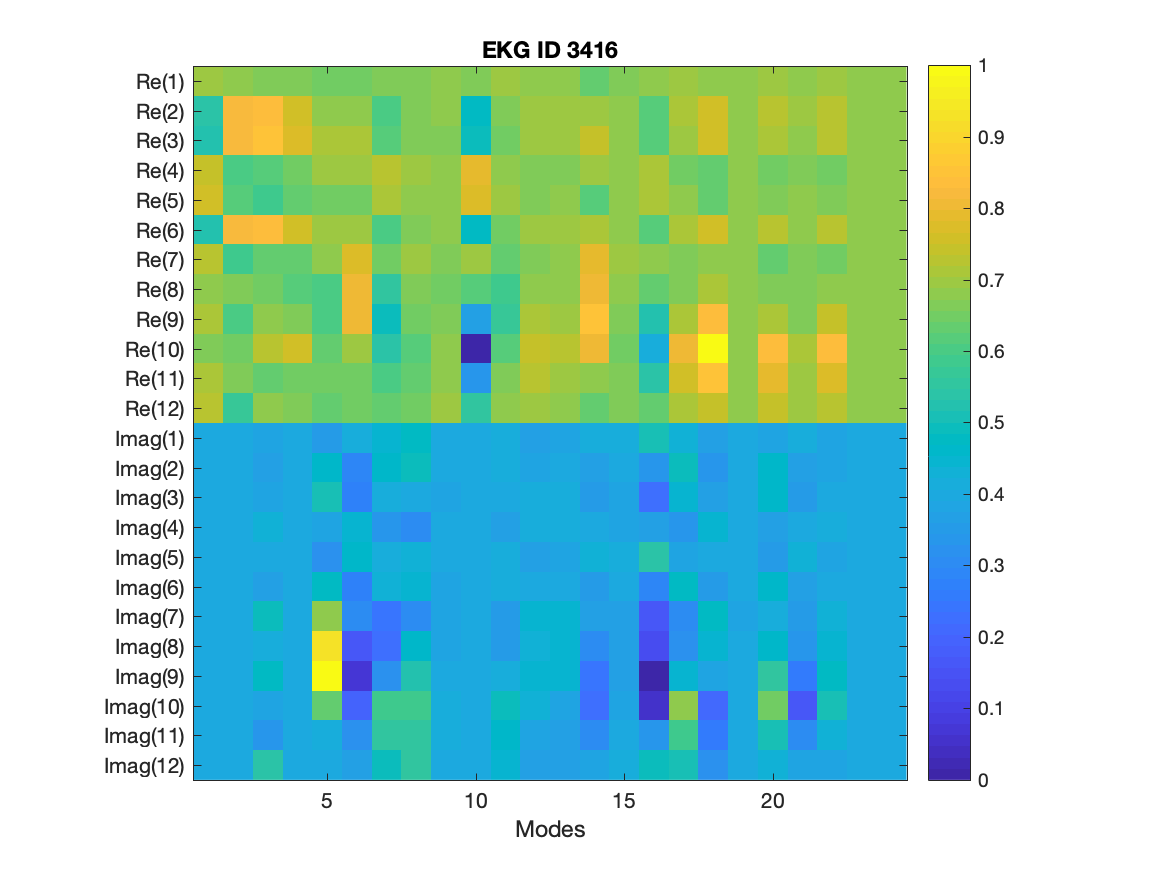 EKG ID 3416
Re(1)
Re(2)
Re(3)
Re(4)
Re(5)
Re(6)
Re(7)
Re(8)
Re(9)
Re(10)
Re(11)
Re(12)
Imag(1)
Imag(2)
Imag(3)
Imag(4)
Imag(5)
Imag(6)
Imag(7)
Imag(8)
Imag(9)
Imag(10)
Imag(11)
Imag(12)
5 10 15 20
Modes
1
0.9
0.8
0.7
0.6
0.5
0.4
0.3
0.2
0.1
0